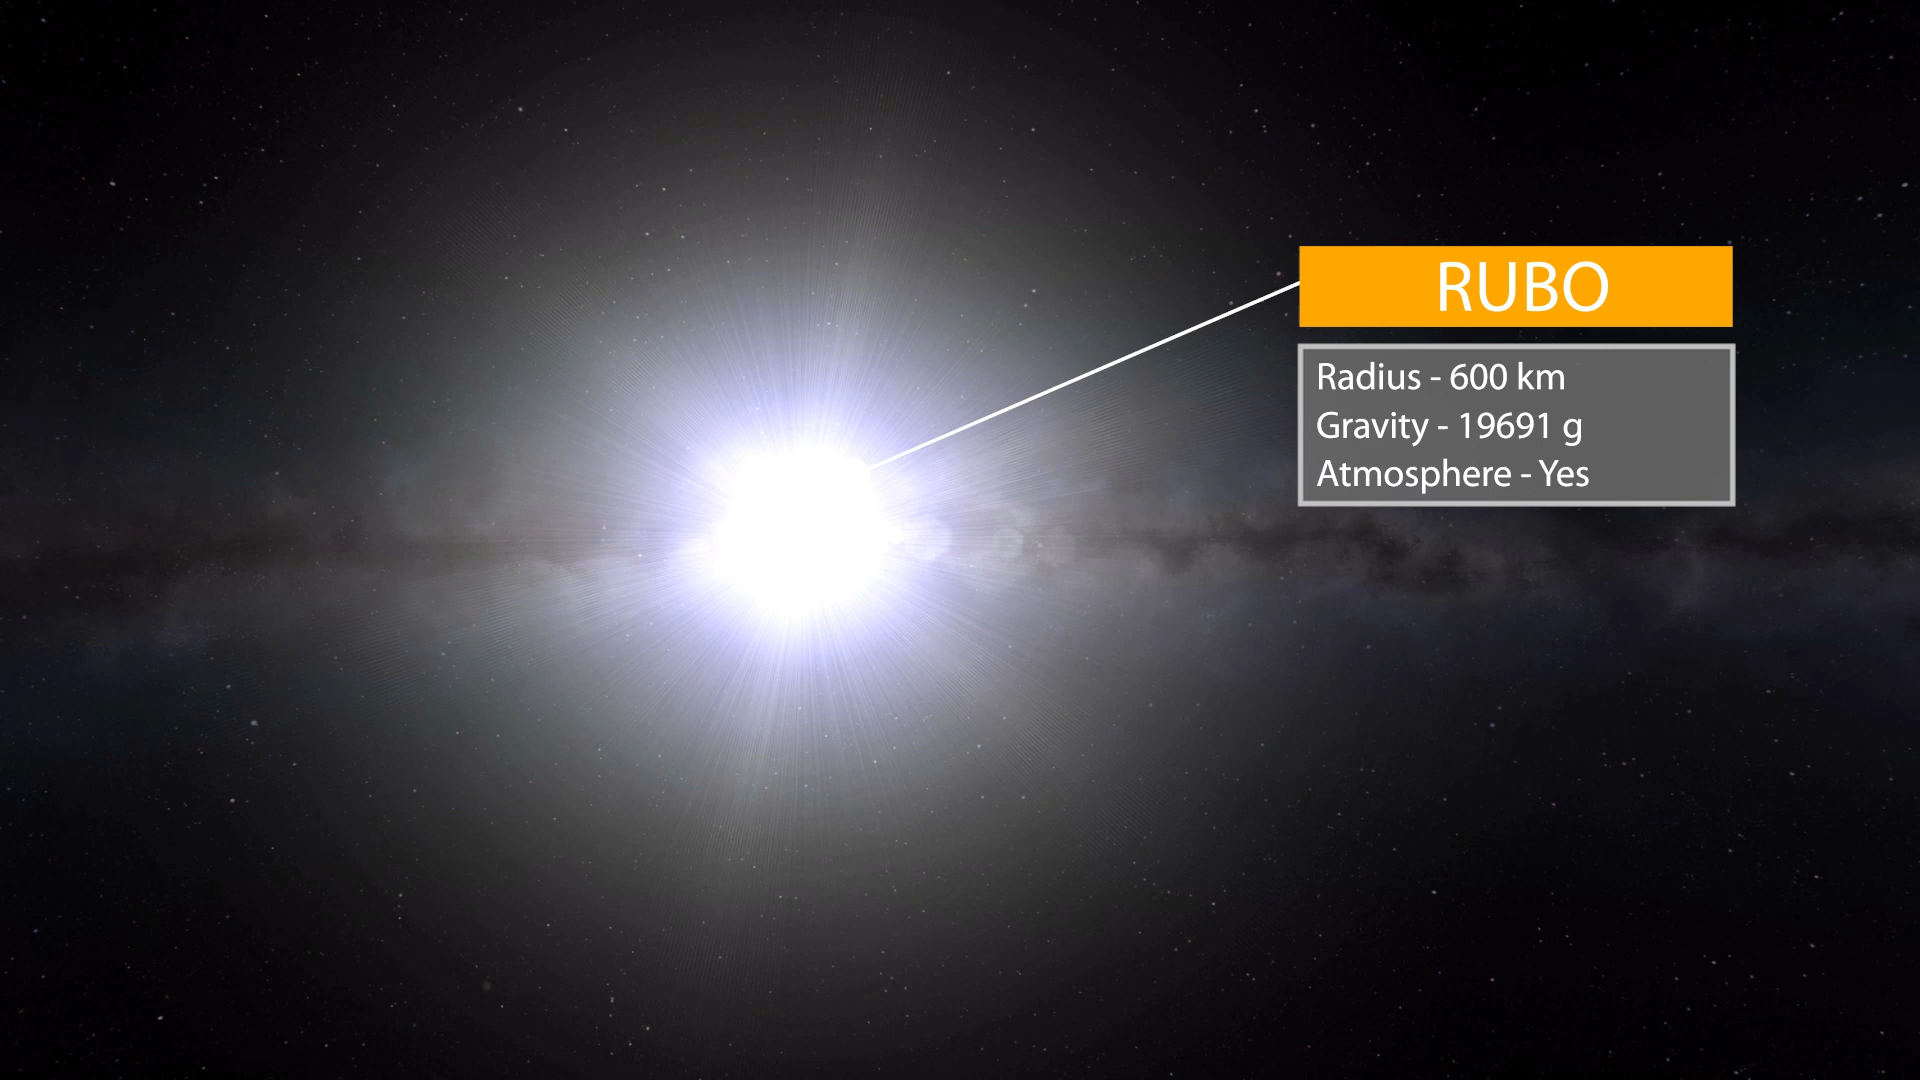 RUBO
Radius - 600 km
Gravity - 19691 g
Atmosphere - Yes